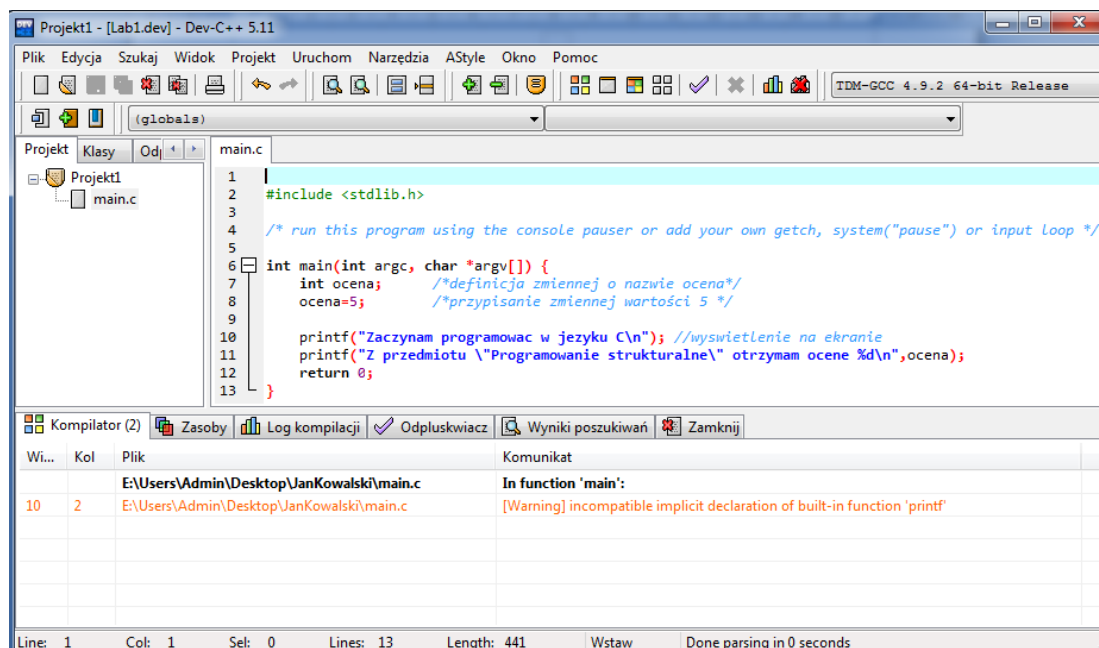 Projekt1 - [Lab1.dev] - Dev-C++ 5.11
Plik Edycja Szukaj Widok Projekt Uruchom Narzędzia AStyle Okno Pomoc
TDM-GCC 4.9.2 64-bit Release
(globals)
Projekt Klasy main.c
Projekt1
main.c
1
2 #include <stdlib.h>
3
4 /* run this program using the console pauser or add your own getch, system("pause") or input loop */
5
6 int main(int argc, char *argv[]) {
7 int ocena; /*definicja zmiennej o nazwie ocena*/
8 ocena=5; /*przypisanie zmiennej wartości 5 */
9
10 printf("Zaczynam programowac w jezyku C\n"); //wyswietlenie na ekranie
11 printf("Z przedmiotu \"Programowanie strukturalne\" otrzymam ocene %d\n",ocena);
12 return 0;
13 }
Kompilator (2) Zasoby Log kompilacji Odpluskwiacz Wyniki poszukiwań Zamknij
Wi... Kol Plik Komunikat
E:\Users\Admin\Desktop\JanKowalski\main.c In function 'main':
10 2 E:\Users\Admin\Desktop\JanKowalski\main.c [Warning] incompatible implicit declaration of built-in function 'printf'
Line: 1 Col: 1 Sel: 0 Lines: 13 Length: 441 Wstaw Done parsing in 0 seconds